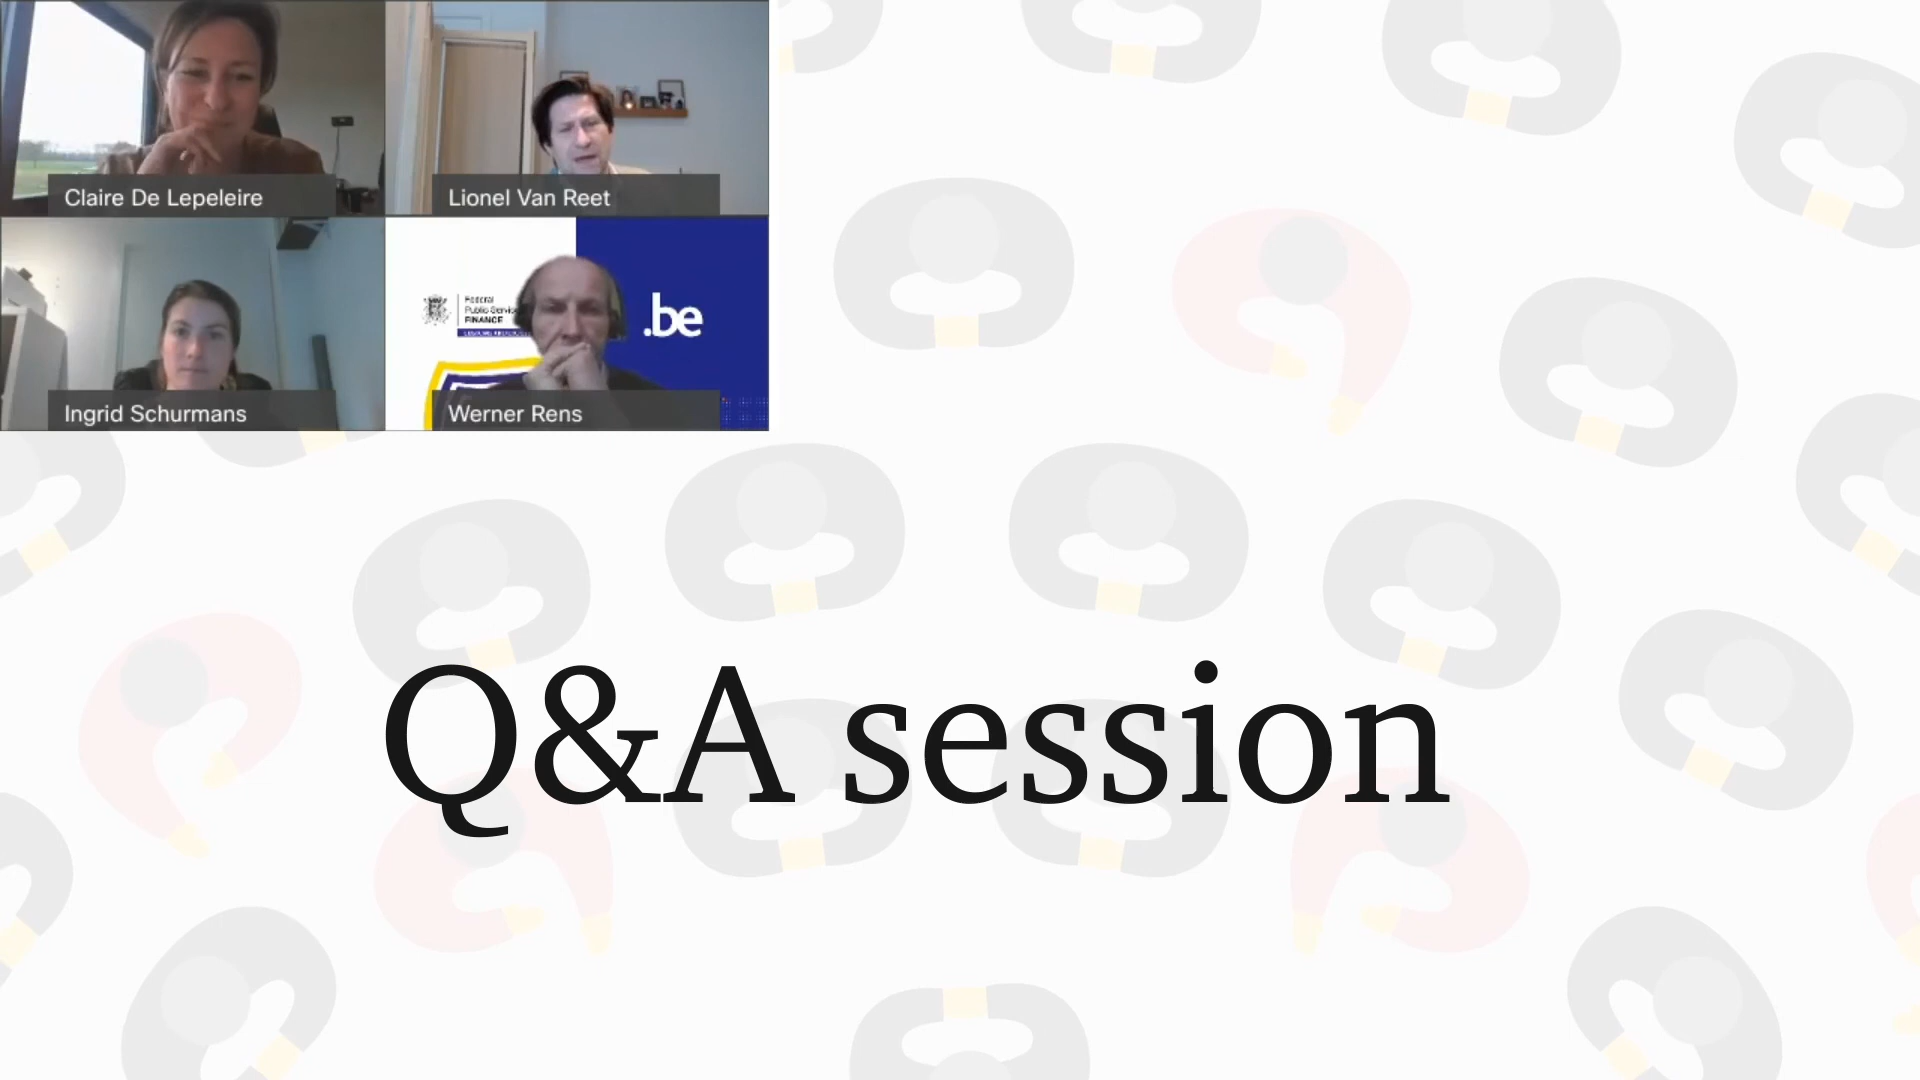 Claire De Lepeleire
Lionel Van Reet
Federal
Public Service
FINANCE
.be
Ingrid Schurmans
Werner Rens
Q&A session